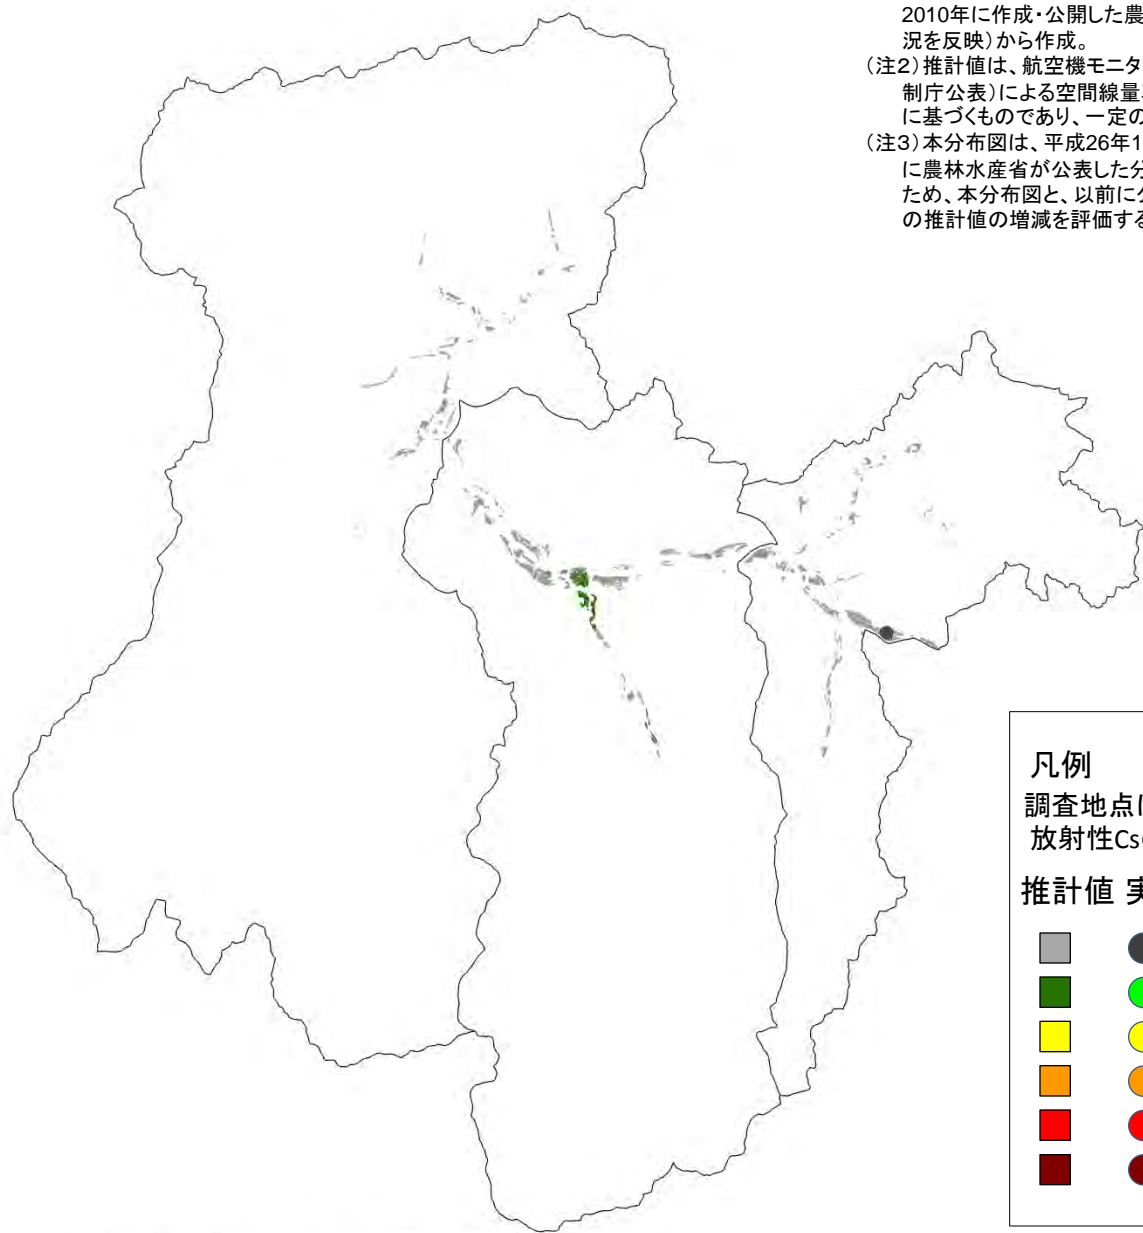 2010年に作成・公開した農
況を反映)から作成。
(注2)推計値は、航空機モニタ
制庁公表)による空間線量
に基づくものであり、一定の
(注3)本分布図は、平成26年1
に農林水産省が公表した分
ため、本分布図と、以前に公
の推計値の増減を評価する
凡例
調査地点に
放射性Cs
推計値 実